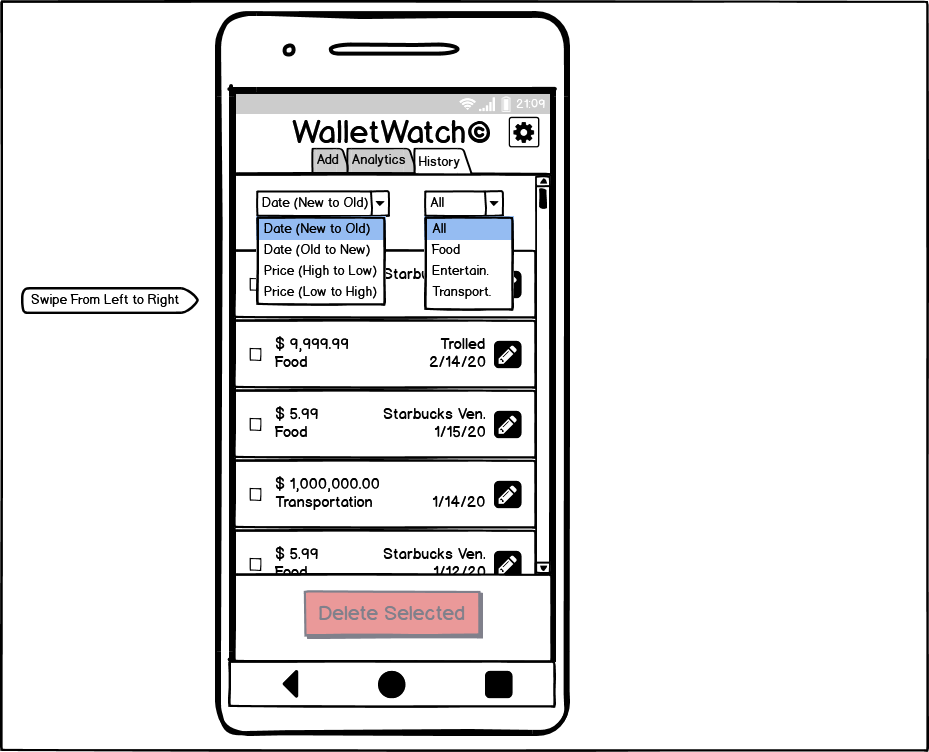 21:09
WalletWatch©
Add Analytics History
Date (New to Old) All
Date (New to Old) All
Date (Old to New) Food
Price (High to Low) Entertain.
Price (Low to High) Transport.
Swipe From Left to Right
$ 9,999.99 Trolled
Food 2/14/20
$ 5.99 Starbucks Ven.
Food 1/15/20
$ 1,000,000.00
Transportation 1/14/20
$ 5.99 Starbucks Ven.
Food 1/12/20
Delete Selected